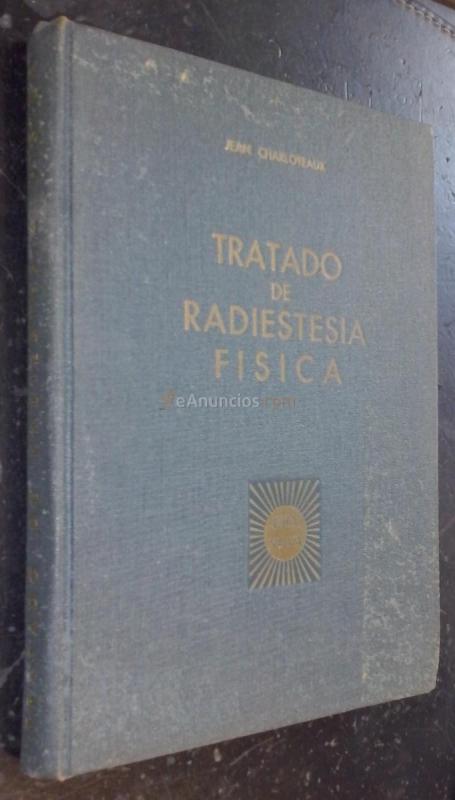 JEAN CHARLOTEAUX
TRATADO
DE
RADIESTESIA
FISICA
eAnuncios.com